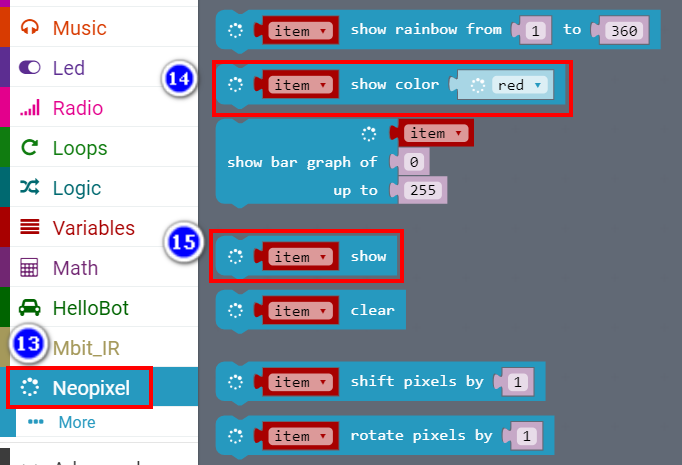 Music
Led
Radio
Loops
Logic
Variables
Math
HelloBot
Mbit_IR
Neopixel
More
13
14
15
item show rainbow from 1 to 360
item show color red
item
show bar graph of 0
up to 255
item show
item clear
item shift pixels by 1
item rotate pixels by 1